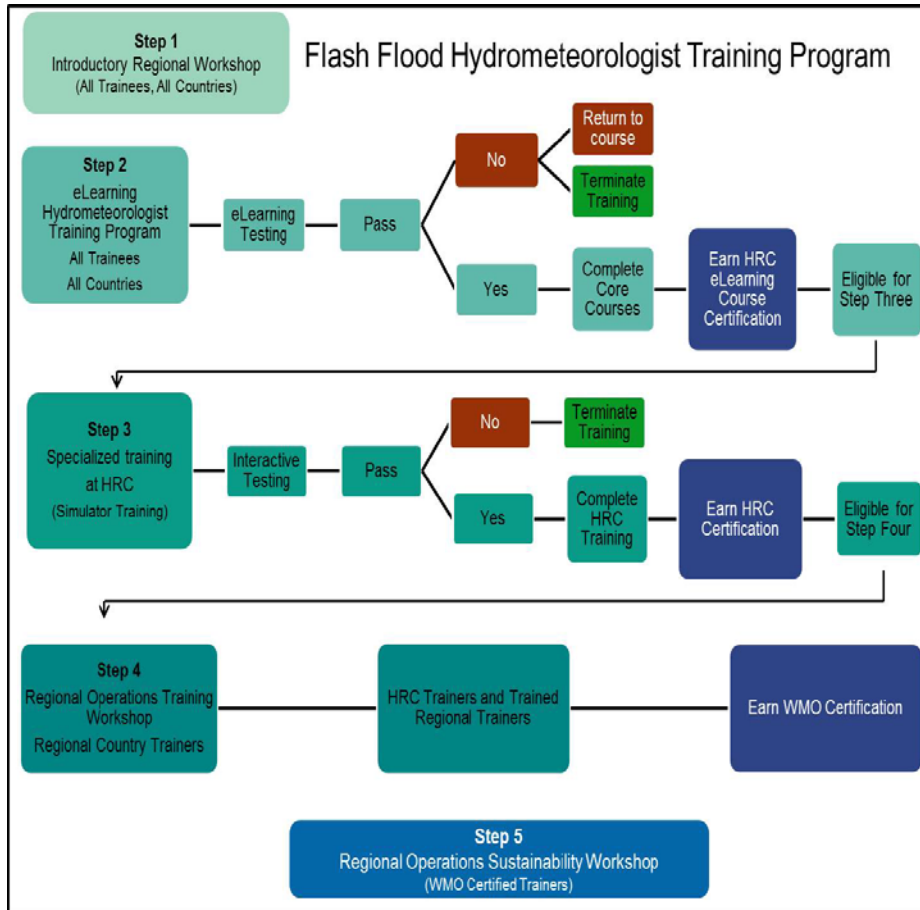 Step 1
Introductory Regional Workshop
(All Trainees, All Countries)
Flash Flood Hydrometeorologist Training Program
Step 2
eLearning
Hydrometeorologist
Training Program
All Trainees
All Countries
eLearning
Testing
Pass
No
Return to
course
Terminate
Training
Yes
Complete
Core
Courses
Earn HRC
eLearning
Course
Certification
Eligible for
Step Three
Step 3
Specialized training
at HRC
(Simulator Training)
Interactive
Testing
Pass
No
Terminate
Training
Yes
Complete
HRC
Training
Earn HRC
Certification
Eligible for
Step Four
Step 4
Regional Operations Training
Workshop
Regional Country Trainers
HRC Trainers and Trained
Regional Trainers
Earn WMO Certification
Step 5
Regional Operations Sustainability Workshop
(WMO Certified Trainers)